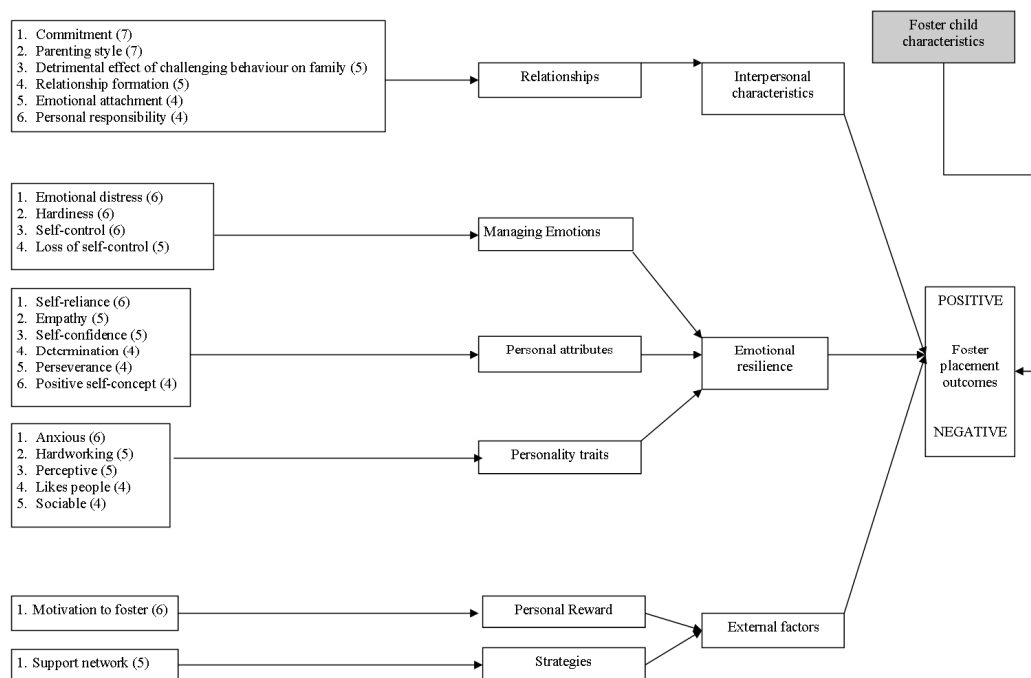 Foster child
characteristics
1. Commitment (7)
2. Parenting style (7)
3. Detrimental effect of challenging behaviour on family (5)
4. Relationship formation (5)
5. Emotional attachment (4)
6. Personal responsibility (4)
Relationships
Interpersonal
characteristics
1. Emotional distress (6)
2. Hardiness (6)
3. Self-control (6)
4. Loss of self-control (5)
Managing Emotions
1. Self-reliance (6)
2. Empathy (5)
3. Self-confidence (5)
4. Determination (4)
5. Perseverance (4)
6. Positive self-concept (4)
Personal attributes
Emotional
resilience
POSITIVE
Foster
placement
outcomes
NEGATIVE
1. Anxious (6)
2. Hardworking (5)
3. Perceptive (5)
4. Likes people (4)
5. Sociable (4)
Personality traits
1. Motivation to foster (6)
Personal Reward
External factors
1. Support network (5)
Strategies